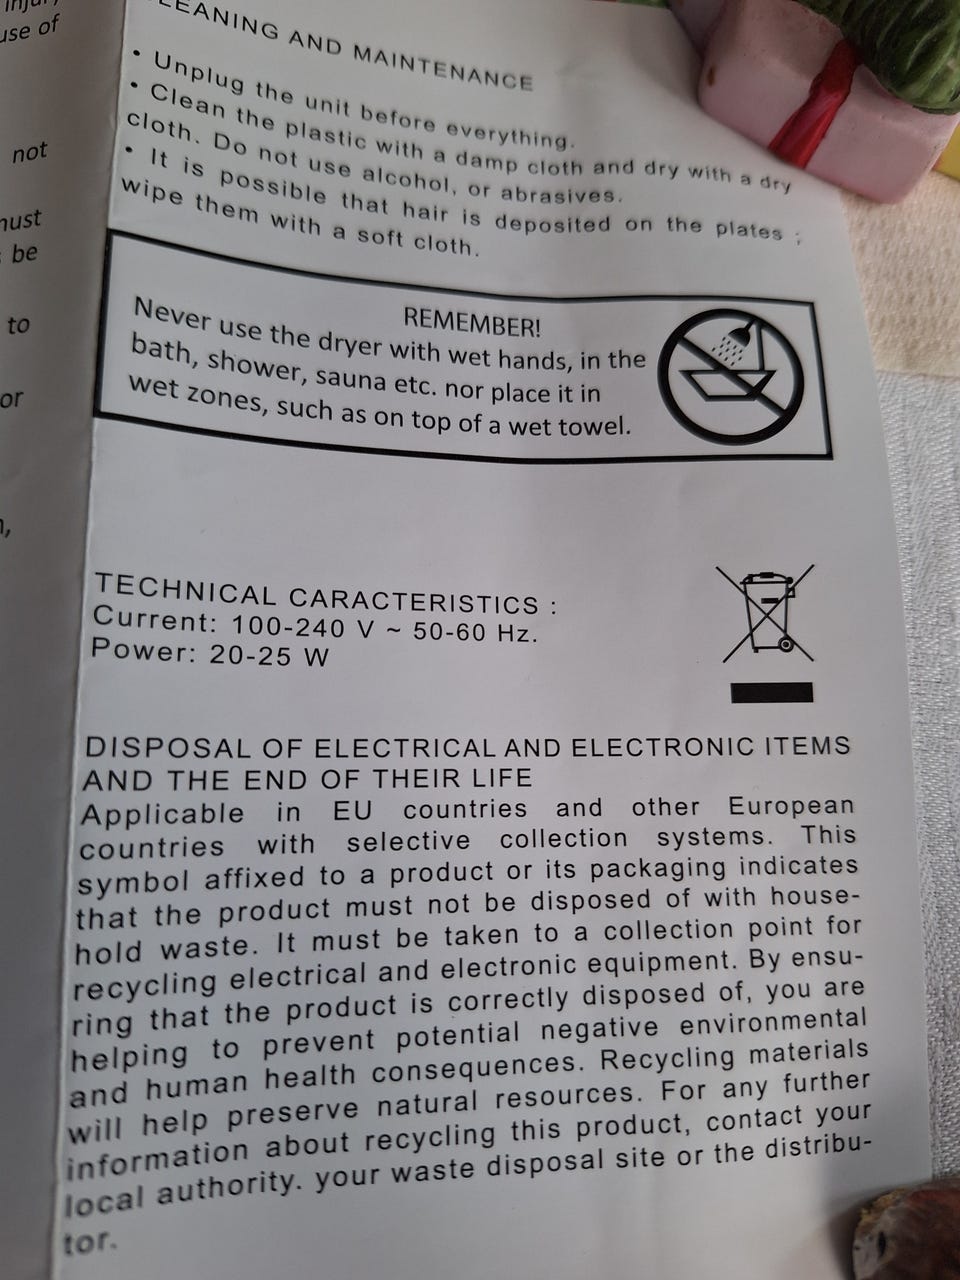 use of
not
must
be
to
or
CLEANING AND MAINTENANCE
• Unplug the unit before everything.
• Clean the plastic with a damp cloth and dry with a dry
cloth. Do not use alcohol, or abrasives.
• It is possible that hair is deposited on the plates ;
wipe them with a soft cloth.
REMEMBER!
Never use the dryer with wet hands, in the
bath, shower, sauna etc. nor place it in
wet zones, such as on top of a wet towel.
TECHNICAL CARACTERISTICS :
Current: 100-240 V ~ 50-60 Hz.
Power: 20-25 W
DISPOSAL OF ELECTRICAL AND ELECTRONIC ITEMS
AND THE END OF THEIR LIFE
Applicable in EU countries and other European
countries with selective collection systems. This
symbol affixed to a product or its packaging indicates
that the product must not be disposed of with house-
hold waste. It must be taken to a collection point for
recycling electrical and electronic equipment. By ensu-
ring that the product is correctly disposed of, you are
helping to prevent potential negative environmental
and human health consequences. Recycling materials
will help preserve natural resources. For any further
information about recycling this product, contact your
local authority. your waste disposal site or the distribu-
tor.